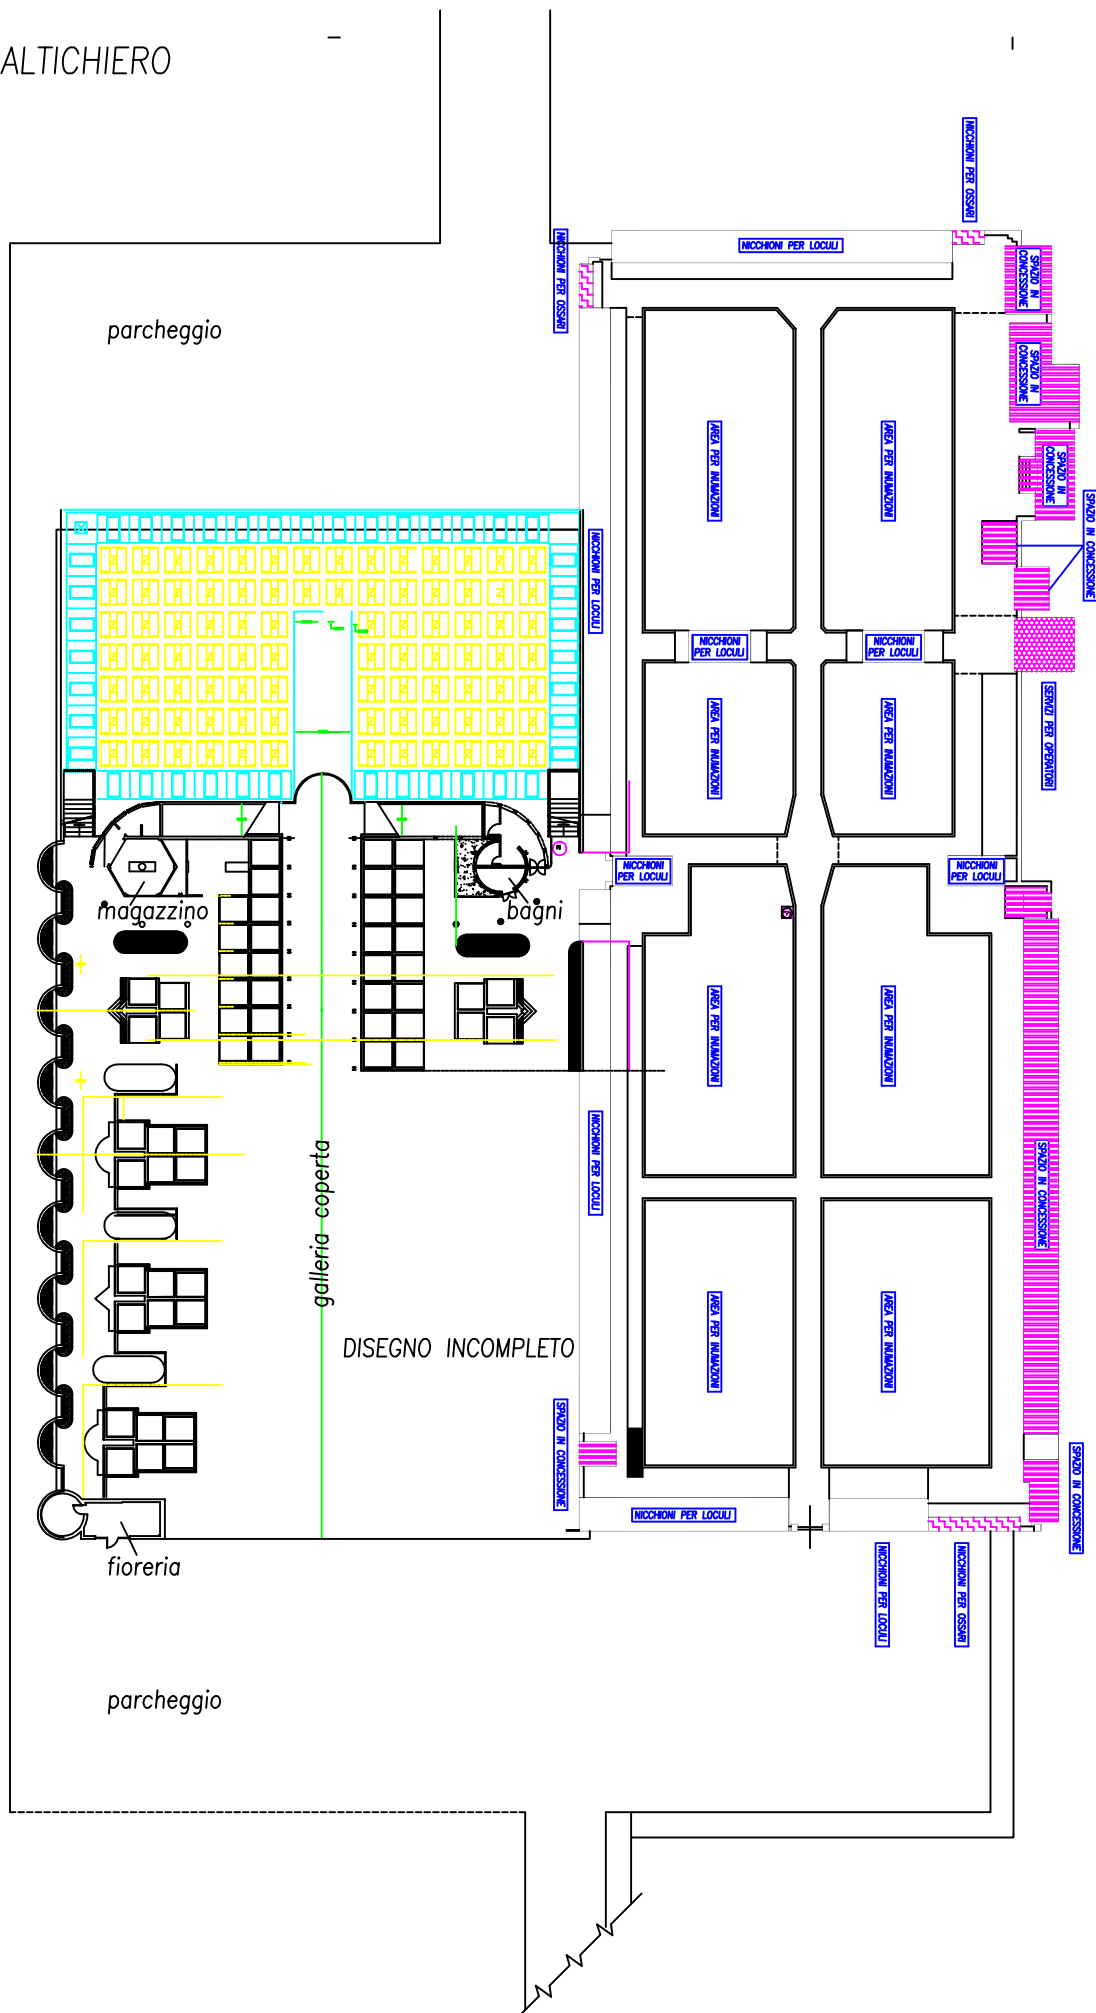 ALTICHIERO
NICCHIONI PER OSSARI
NICCHIONI PER LOCULI
NICCHIONI PER OSSARI
SPAZIO IN
CONCESSIONE
parcheggio
SPAZIO IN
CONCESSIONE
AREA PER INUMAZIONI
AREA PER INUMAZIONI
SPAZIO IN
CONCESSIONE
SPAZIO IN CONCESSIONE
NICCHIONI PER LOCULI
NICCHIONI
PER LOCULI
NICCHIONI
PER LOCULI
SERVIZI PER OPERATORI
AREA PER INUMAZIONI
AREA PER INUMAZIONI
NICCHIONI
PER LOCULI
NICCHIONI
PER LOCULI
magazzino
bagni
AREA PER INUMAZIONI
AREA PER INUMAZIONI
NICCHIONI PER LOCULI
SPAZIO IN CONCESSIONE
galleria coperta
DISEGNO INCOMPLETO
AREA PER INUMAZIONI
AREA PER INUMAZIONI
SPAZIO IN CONCESSIONE
SPAZIO IN CONCESSIONE
NICCHIONI PER LOCULI
fioreria
NICCHIONI PER LOCULI
NICCHIONI PER OSSARI
parcheggio